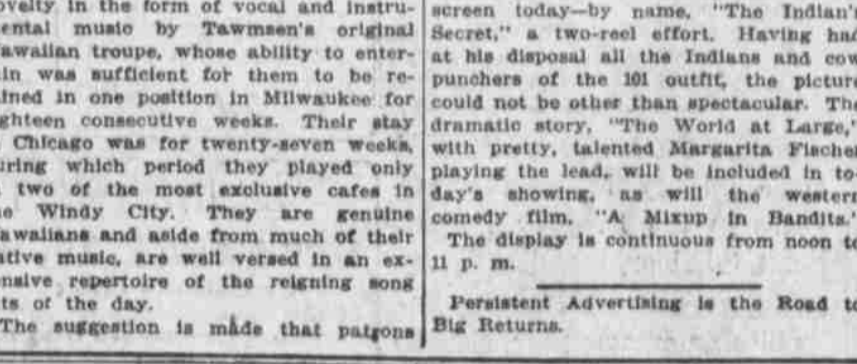 ovelty in the form of vocal and instru-
ental music by Tawmsen's original
awaiian troupe, whose ability to enter-
in was sufficient for them to be re-
ined in one position in Milwaukee for
ghteen consecutive weeks. Their stay
Chicago was for twenty-seven weeks,
uring which period they played only
two of the most exclusive cafes in
e Windy City. They are genuine
awaiians and aside from much of their
ative music, are well versed in an ex-
ensive repertoire of the reigning song
ts of the day.
The suggestion is made that patrons
screen today—by name, "The Indian's
Secret," a two-reel effort. Having had
at his disposal all the Indians and cow
punchers of the 101 outfit, the picture
could not be other than spectacular. The
dramatic story, "The World at Large,"
with pretty, talented Margarita Fischer
playing the lead, will be included in to-
day's showing, as will the western
comedy film, "A Mixup in Bandits."
The display is continuous from noon to
11 p. m.
Persistent Advertising is the Road to
Big Returns.